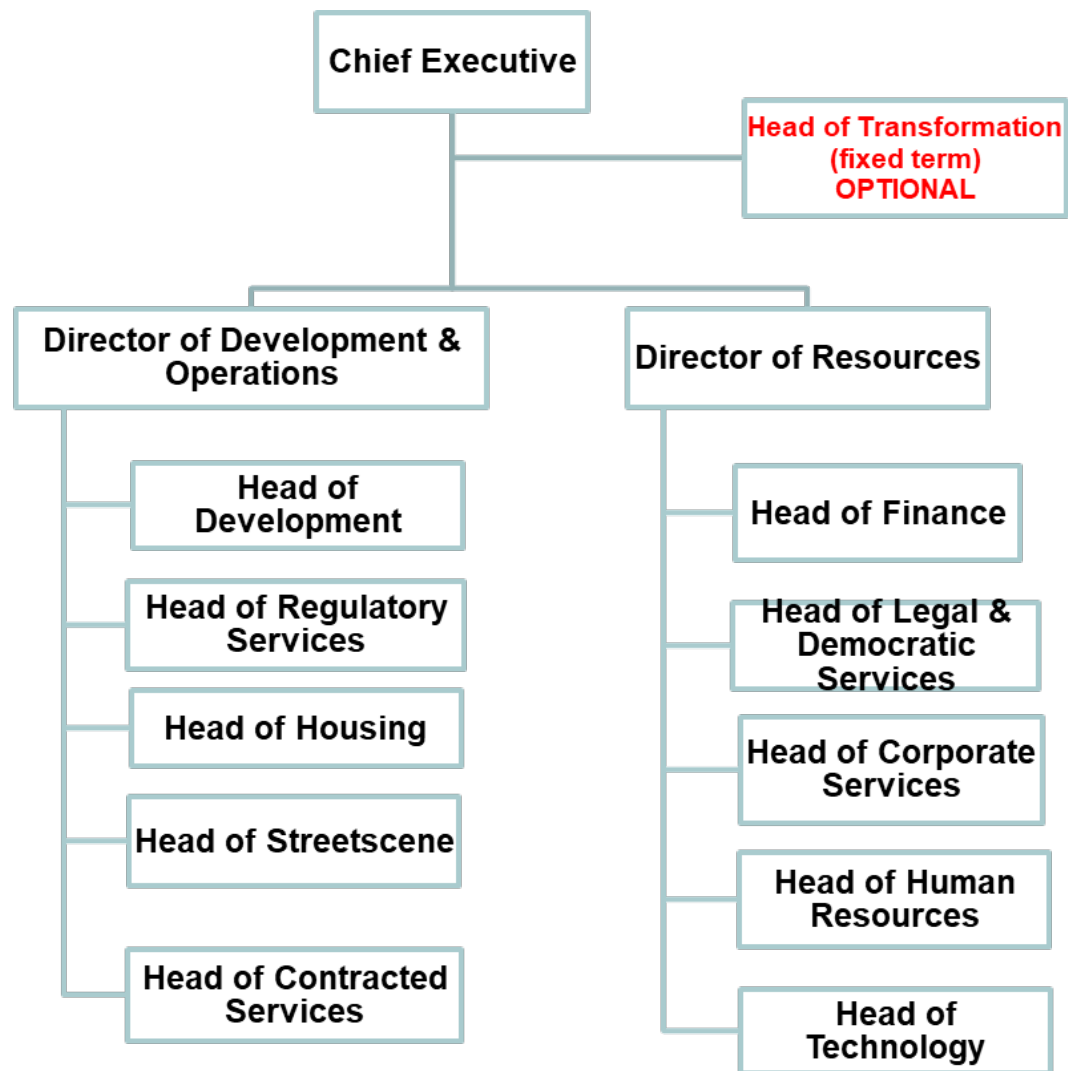 Chief Executive
Head of Transformation
(fixed term)
OPTIONAL
Director of Development &
Operations
Director of Resources
Head of
Development
Head of Regulatory
Services
Head of Housing
Head of Streetscene
Head of Contracted
Services
Head of Finance
Head of Legal &
Democratic
Services
Head of Corporate
Services
Head of Human
Resources
Head of
Technology